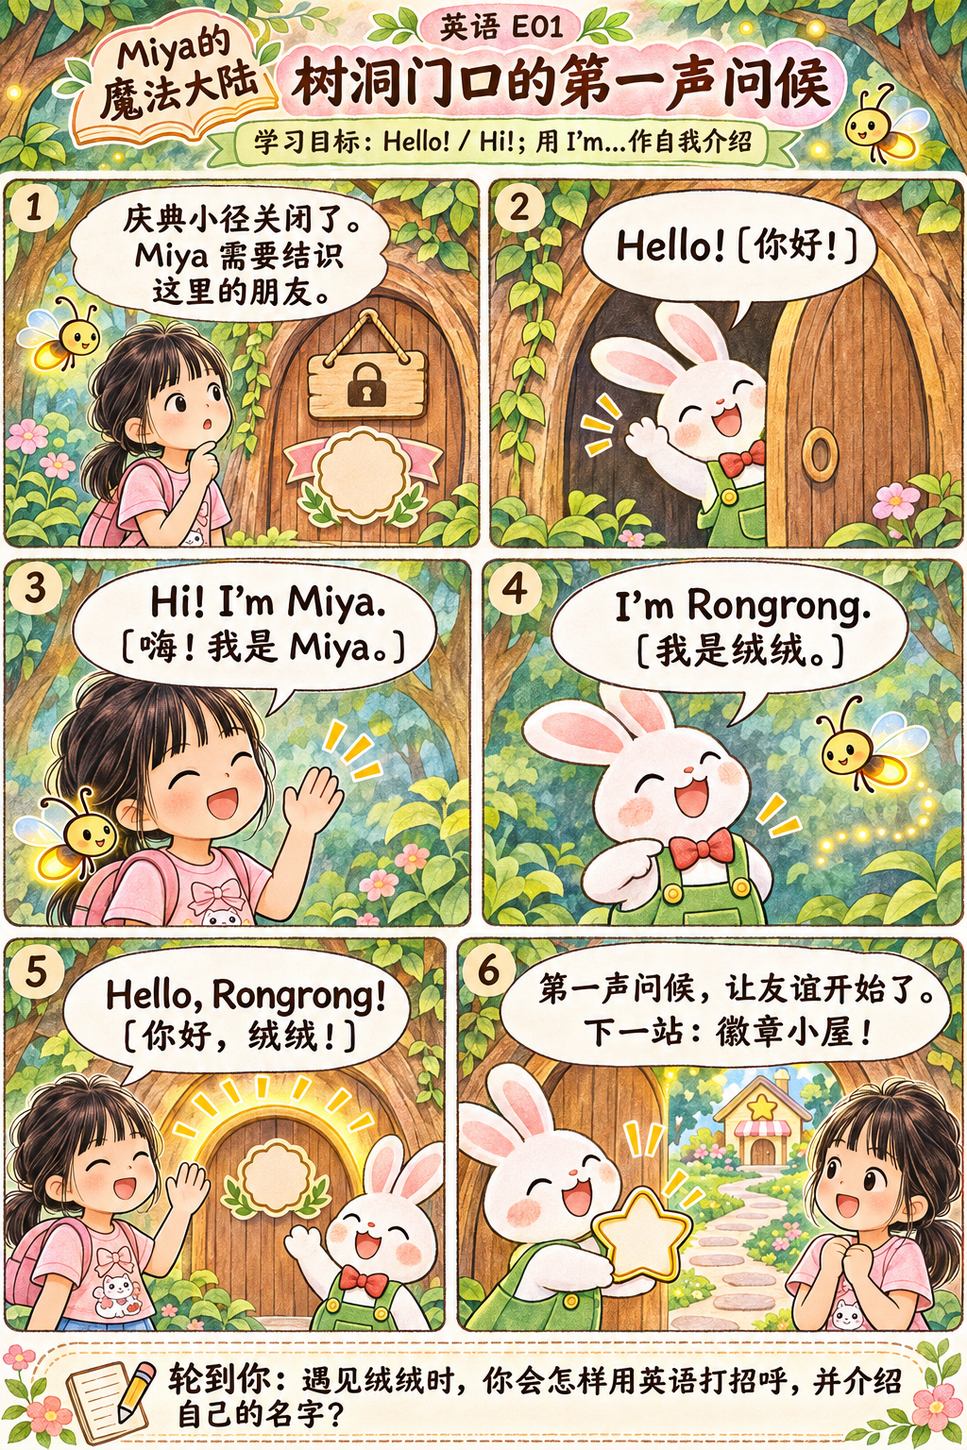 Miya的
魔法大陆
英语 E01
树洞门口的第一声问候
学习目标：Hello! / Hi!；用 I'm…作自我介绍
1
庆典小径关闭了。
Miya 需要结识
这里的朋友。
2
Hello! [你好！]
3
Hi! I'm Miya.
[嗨！我是 Miya。]
4
I'm Rongrong.
[我是绒绒。]
5
Hello, Rongrong!
[你好，绒绒！]
6
第一声问候，让友谊开始了。
下一站：徽章小屋！
轮到你：遇见绒绒时，你会怎样用英语打招呼，并介绍
自己的名字？